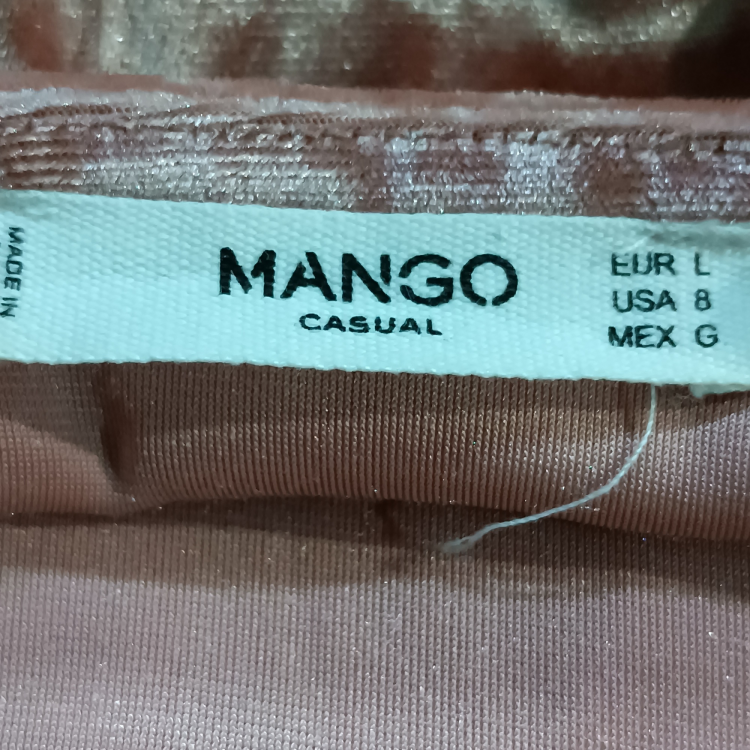 MADE IN
MANGO
CASUAL
EUR L
USA 8
MEX G